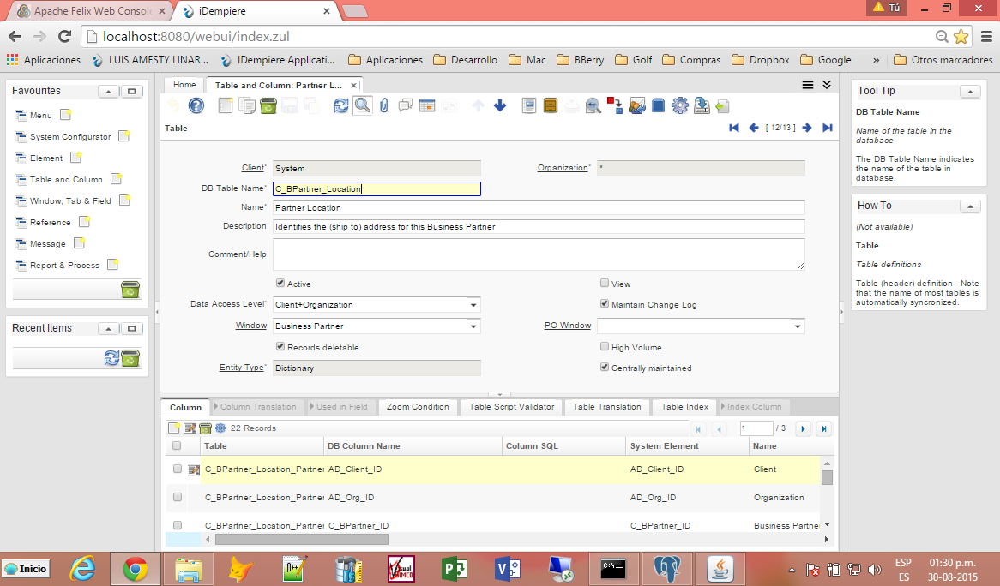 Apache Felix Web Console
iDempiere
Tú
localhost:8080/webui/index.zul
Aplicaciones
LUIS AMESTY LINAR...
IDempiere Applicati...
Aplicaciones
Desarrollo
Mac
BBerry
Golf
Compras
Dropbox
Google
»
Otros marcadores
Favourites
Menu
System Configurator
Element
Table and Column
Window, Tab & Field
Reference
Message
Report & Process
Recent Items
Home
Table and Column: Partner L...
Table
[ 12/13 ]
Client*
System
Organization*
*
DB Table Name*
C_BPartner_Location
Name*
Partner Location
Description
Identifies the (ship to) address for this Business Partner
Comment/Help
Active
View
Data Access Level*
Client+Organization
Maintain Change Log
Window
Business Partner
PO Window
Records deletable
High Volume
Entity Type*
Dictionary
Centrally maintained
Column
Column Translation
Used in Field
Zoom Condition
Table Script Validator
Table Translation
Table Index
Index Column
22 Records
1
/ 3
Table
DB Column Name
Column SQL
System Element
Name
C_BPartner_Location_Partner
AD_Client_ID
AD_Client_ID
Client
C_BPartner_Location_Partner
AD_Org_ID
AD_Org_ID
Organization
C_BPartner_Location_Partner
C_BPartner_ID
C_BPartner_ID
Business Partne
Tool Tip
DB Table Name
Name of the table in the
database
The DB Table Name indicates
the name of the table in
database.
How To
(Not available)
Table
Table definitions
Table (header) definition - Note
that the name of most tables is
automatically syncronized.
Inicio
ESP
ES
01:30 p.m.
30-08-2015